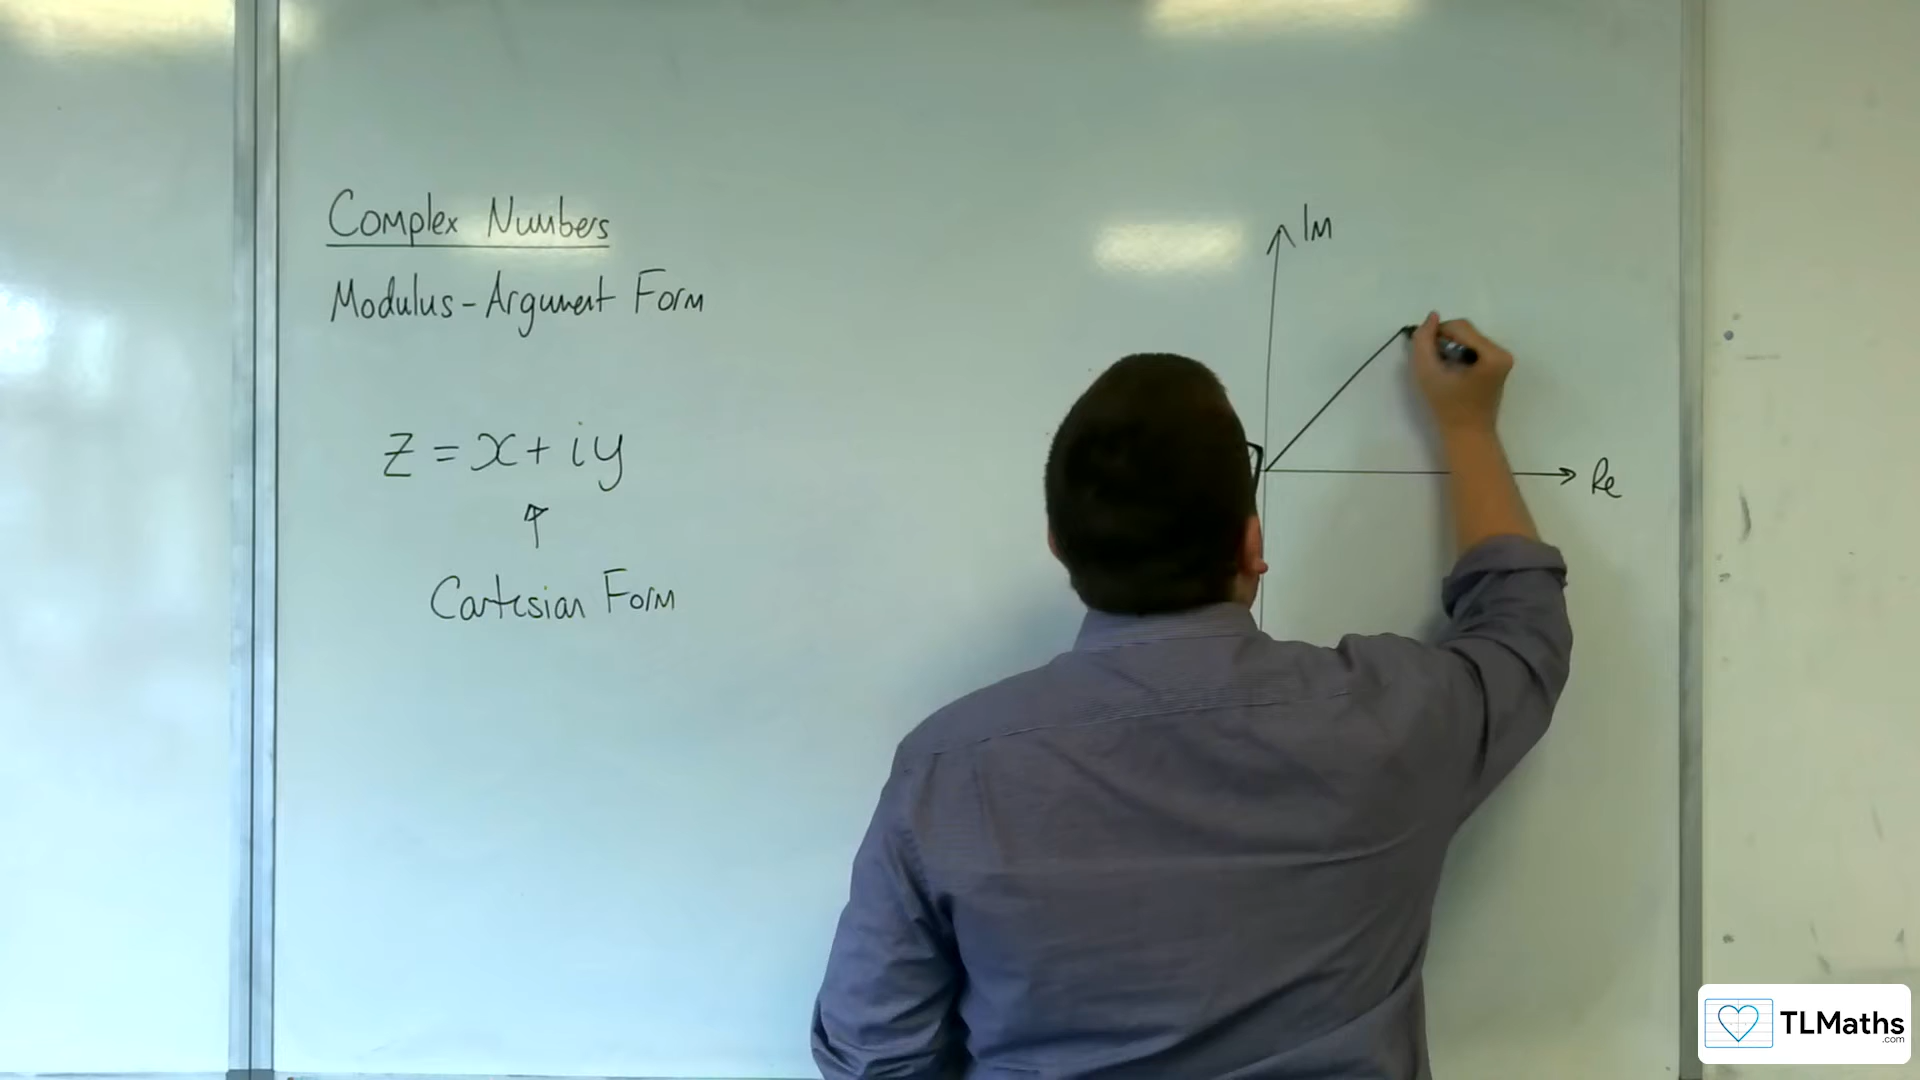 Complex Numbers
Modulus - Argument Form
z = x + iy
↑
Cartesian Form
Im
Re
TLMaths
.com